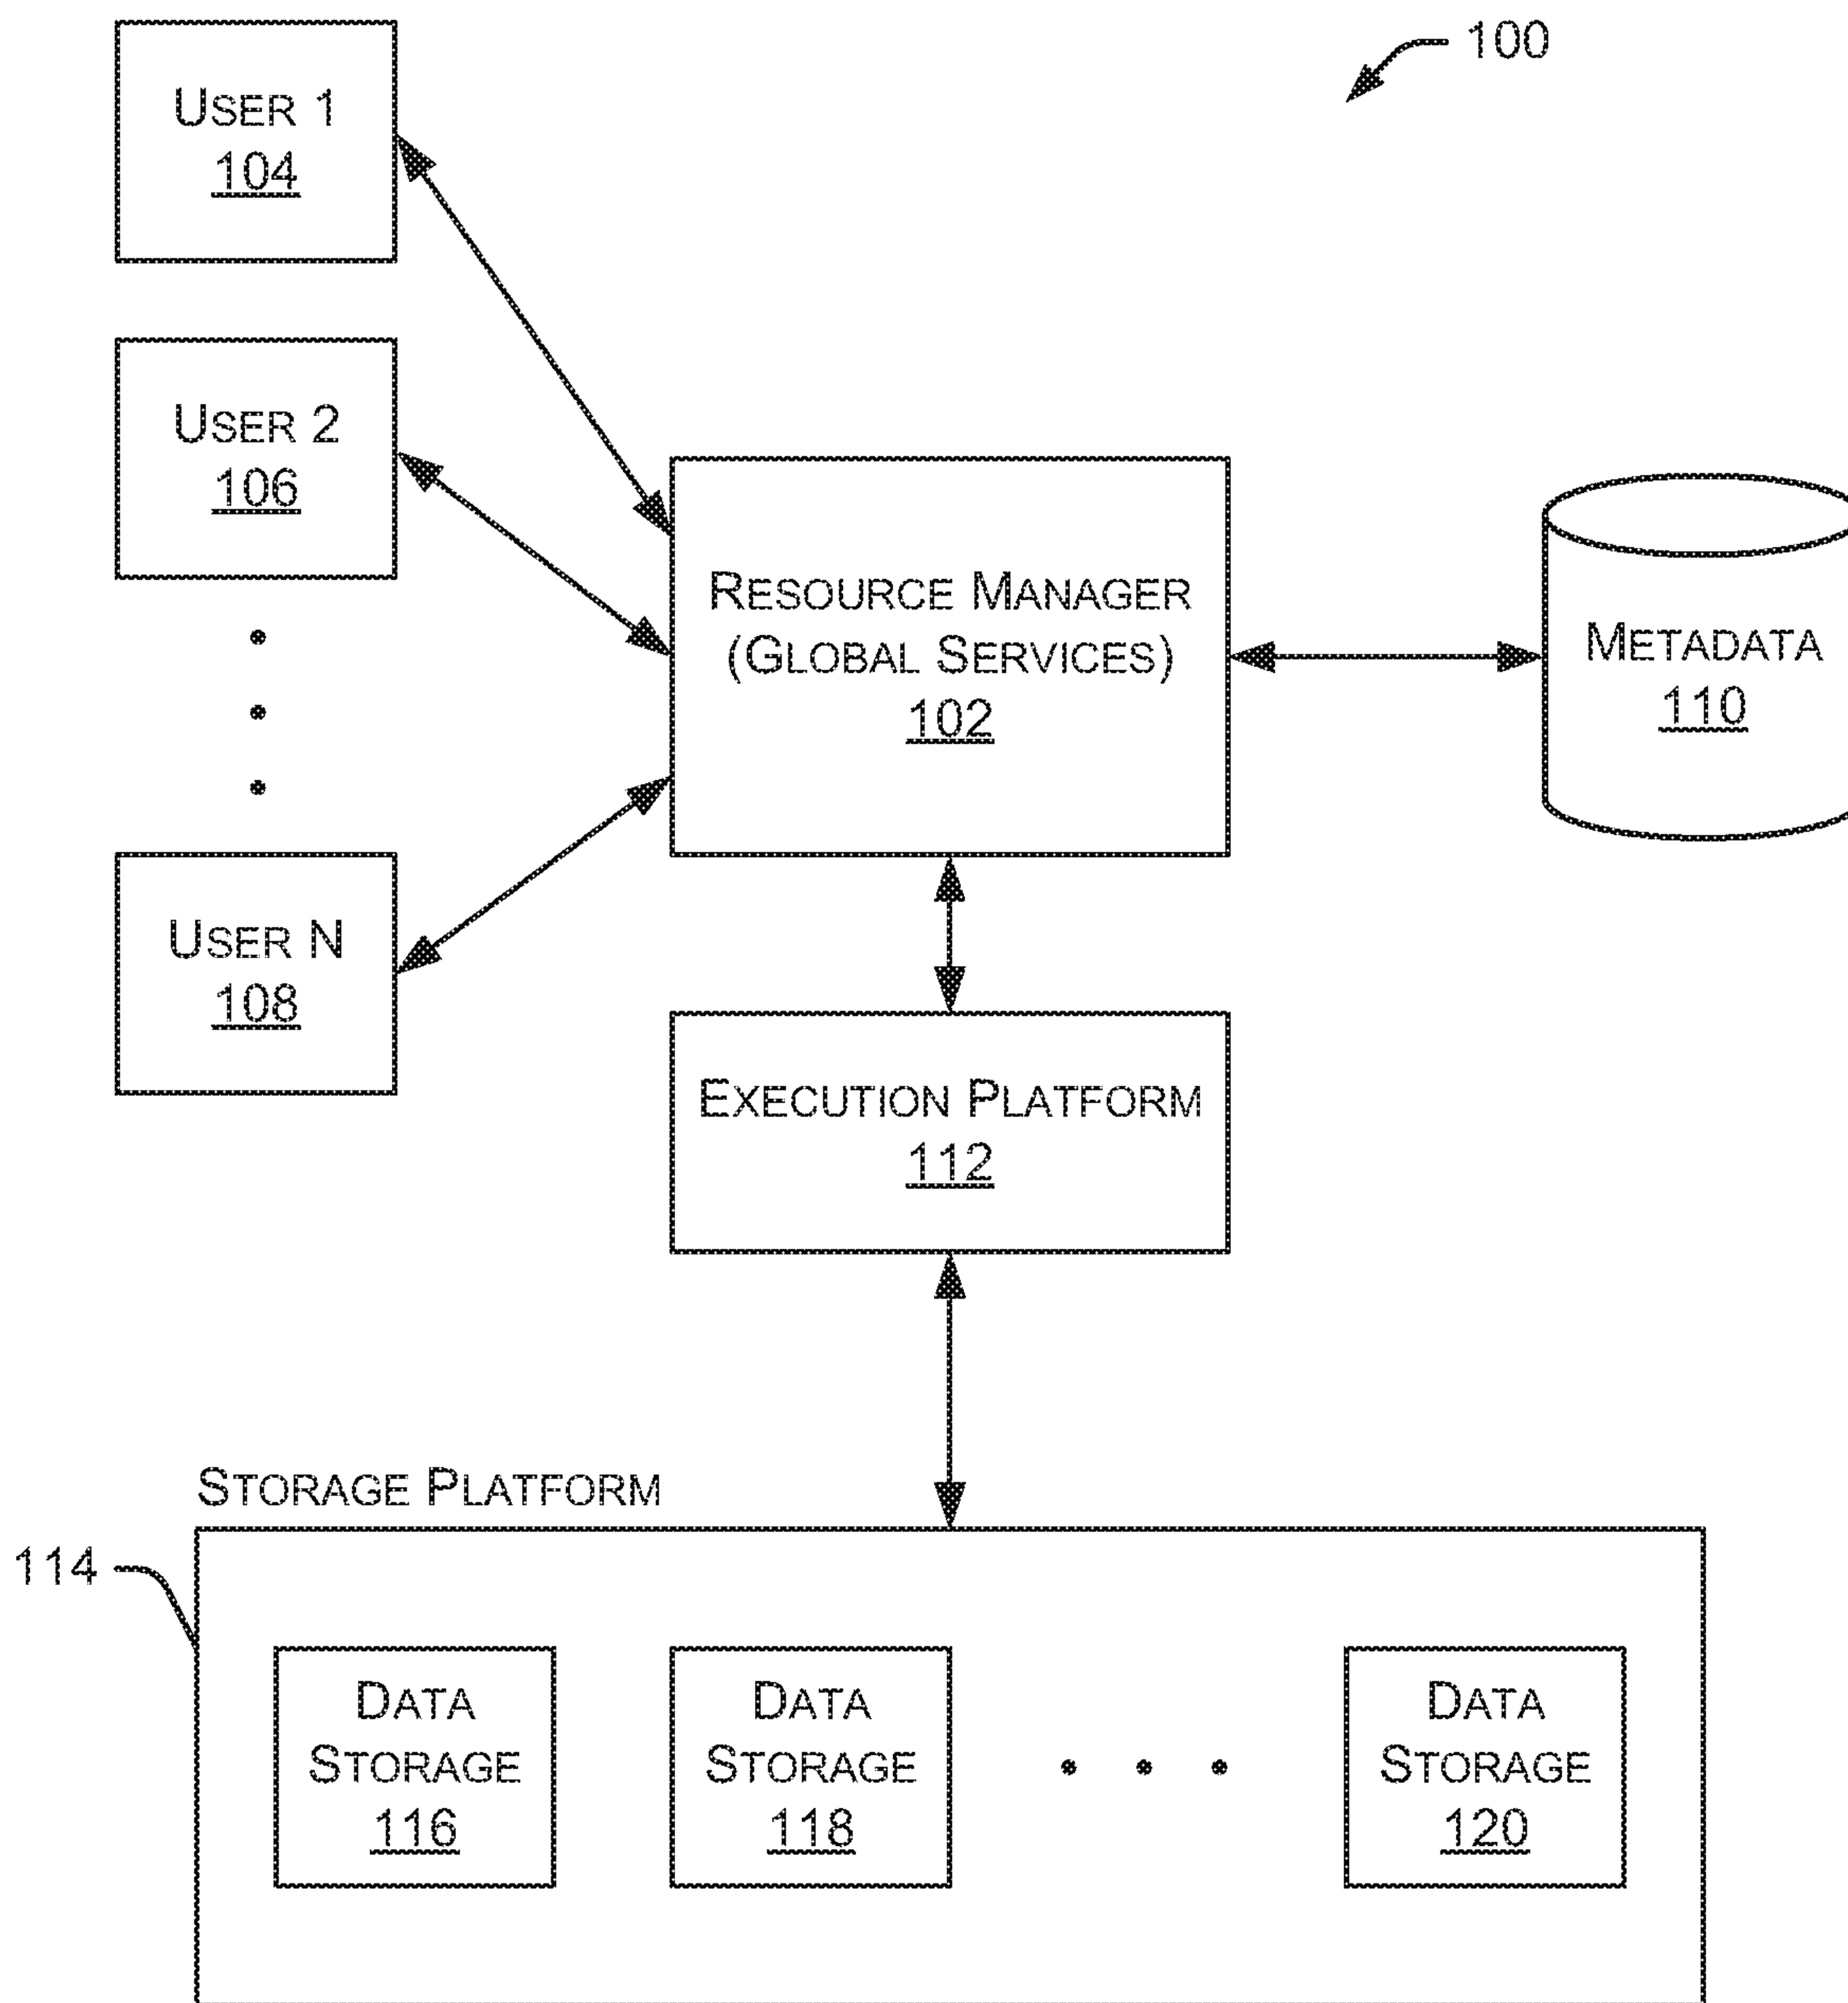 100
USER 1
104
USER 2
106
RESOURCE MANAGER
(GLOBAL SERVICES)
102
METADATA
110
USER N
108
EXECUTION PLATFORM
112
STORAGE PLATFORM
114
DATA
STORAGE
116
DATA
STORAGE
118
DATA
STORAGE
120